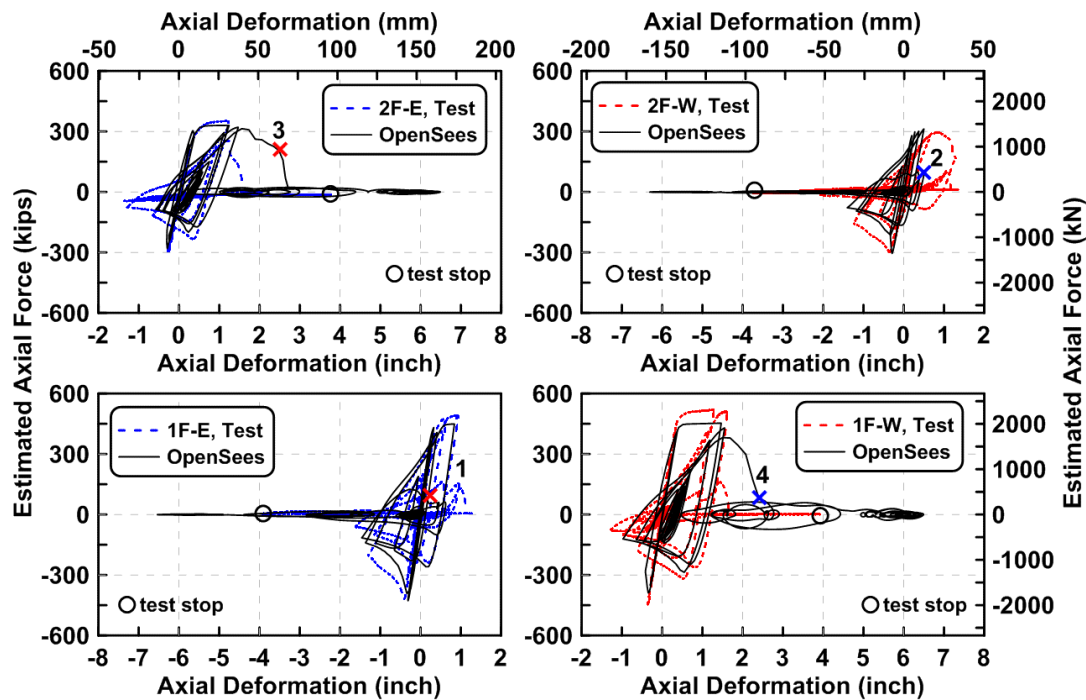 Axial Deformation (mm)
Axial Deformation (mm)
-50 0 50 100 150 200
-200 -150 -100 -50 0 50
Estimated Axial Force (kips)
600
300
0
-300
-600
2F-E, Test
OpenSees
3
test stop
-2 -1 0 1 2 3 4 5 6 7 8
Axial Deformation (inch)
2F-W, Test
OpenSees
2
test stop
-8 -7 -6 -5 -4 -3 -2 -1 0 1 2
Axial Deformation (inch)
2000
1000
0
-1000
-2000
Estimated Axial Force (kN)
600
300
0
-300
-600
1F-E, Test
OpenSees
1
test stop
-8 -7 -6 -5 -4 -3 -2 -1 0 1 2
Axial Deformation (inch)
1F-W, Test
OpenSees
4
test stop
-2 -1 0 1 2 3 4 5 6 7 8
Axial Deformation (inch)
2000
1000
0
-1000
-2000